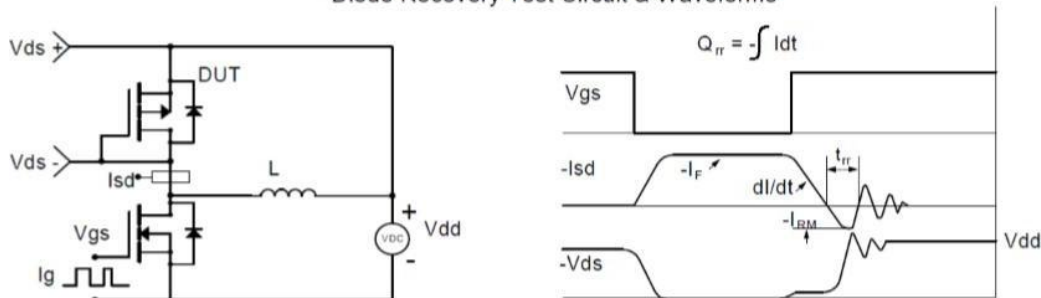 Diode Recovery Test Circuit & Waveforms
Vds +
DUT
Vds -
Isd
L
Vgs
Ig
VDC
+
Vdd
-
Qrr = -∫ Idt
Vgs
-Isd
-IF
dI/dt
trr
-IRM
Vdd
-Vds